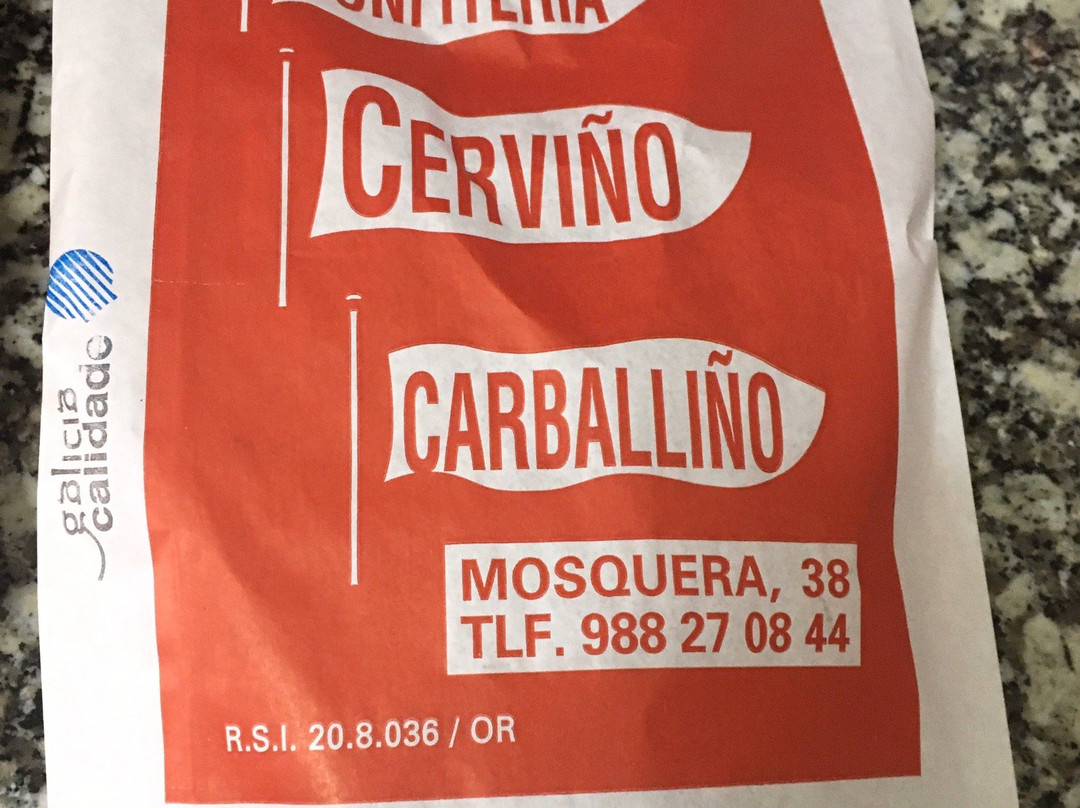 CERVIÑO
CARBALLIÑO
MOSQUERA, 38
TLF. 988 27 08 44
R.S.I. 20.8.036 / OR
galicia
calidade